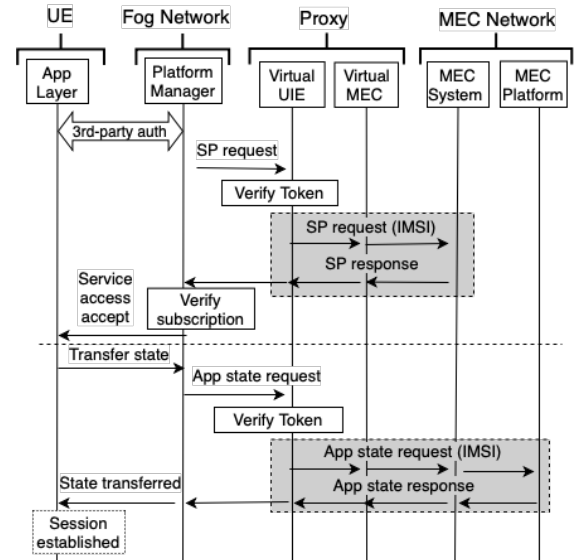 UE
Fog Network
Proxy
MEC Network
App
Layer
Platform
Manager
Virtual
UIE
Virtual
MEC
MEC
System
MEC
Platform
3rd-party auth
SP request
Verify Token
SP request (IMSI)
SP response
Service
access
accept
Verify
subscription
Transfer state
App state request
Verify Token
App state request (IMSI)
App state response
State transferred
Session
established